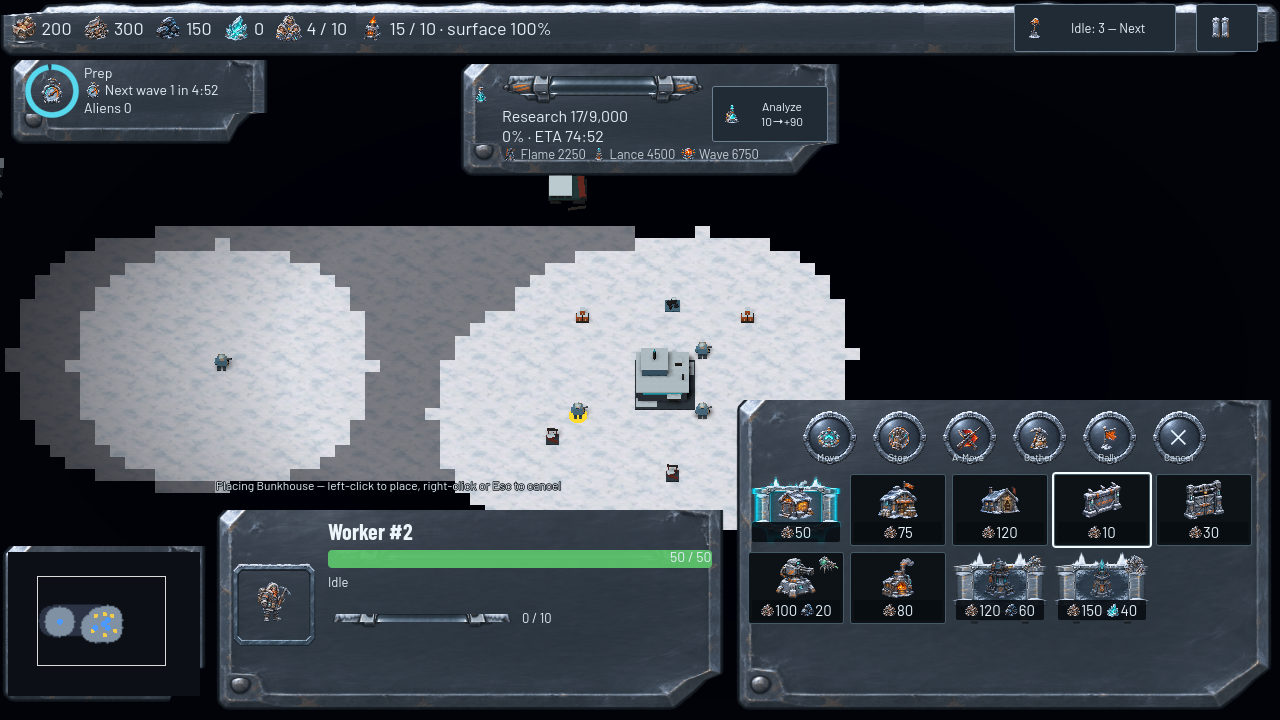 200 300 150 0 4 / 10 15 / 10 · surface 100%
Idle: 3 – Next
Prep
Next wave 1 in 4:52
Aliens 0
Research 17/9,000
0% · ETA 74:52
Flame 2250 Lance 4500 Wave 6750
Analyze
10→+90
Placing Bunkhouse – left-click to place, right-click or Esc to cancel
Worker #2
50 / 50
Idle
0 / 10
Move Stop A-Move Gather Rally Cancel
50 75 120 10 30
100 20 80 120 60 150 40